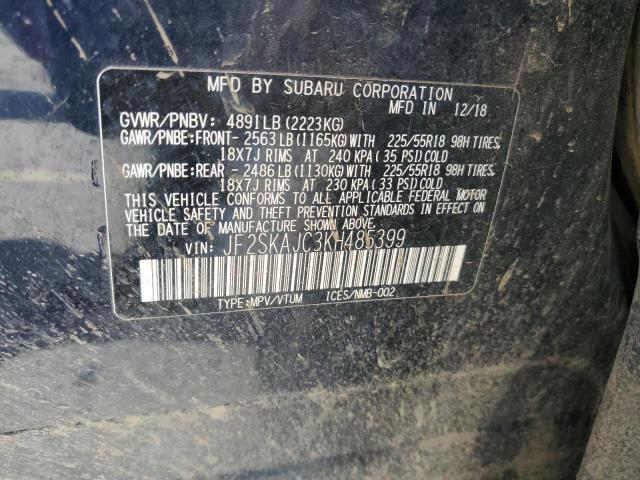 MFD BY SUBARU CORPORATION
MFD IN 12/18
GVWR/PNBV: 4891LB(2223KG)
GAWR/PNBE:FRONT- 2563LB(1165KG)WITH 225/55R18 98H TIRES,
18X7J RIMS AT 240 KPA(35 PSI)COLD
GAWR/PNBE:REAR - 2486LB(1130KG)WITH 225/55R18 98H TIRES,
18X7J RIMS AT 230 KPA(33 PSI)COLD
THIS VEHICLE CONFORMS TO ALL APPLICABLE FEDERAL MOTOR
VEHICLE SAFETY AND THEFT PREVENTION STANDARDS IN EFFECT
ON THE DATE OF MANUFACTURE SHOWN ABOVE.
VIN: JF2SKAJC3KH485399
TYPE:MPV/VTUM ICES/NMB-002